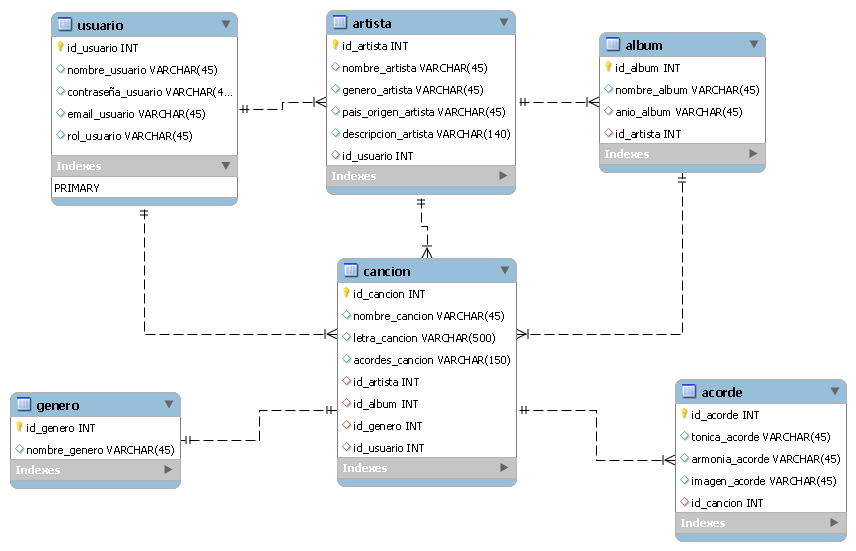 usuario
id_usuario INT
nombre_usuario VARCHAR(45)
contraseña_usuario VARCHAR(4...
email_usuario VARCHAR(45)
rol_usuario VARCHAR(45)
Indexes
PRIMARY
artista
id_artista INT
nombre_artista VARCHAR(45)
genero_artista VARCHAR(45)
pais_origen_artista VARCHAR(45)
descripcion_artista VARCHAR(140)
id_usuario INT
Indexes
album
id_album INT
nombre_album VARCHAR(45)
anio_album VARCHAR(45)
id_artista INT
Indexes
cancion
id_cancion INT
nombre_cancion VARCHAR(45)
letra_cancion VARCHAR(500)
acordes_cancion VARCHAR(150)
id_artista INT
id_album INT
id_genero INT
id_usuario INT
Indexes
genero
id_genero INT
nombre_genero VARCHAR(45)
Indexes
acorde
id_acorde INT
tonica_acorde VARCHAR(45)
armonia_acorde VARCHAR(45)
imagen_acorde VARCHAR(45)
id_cancion INT
Indexes